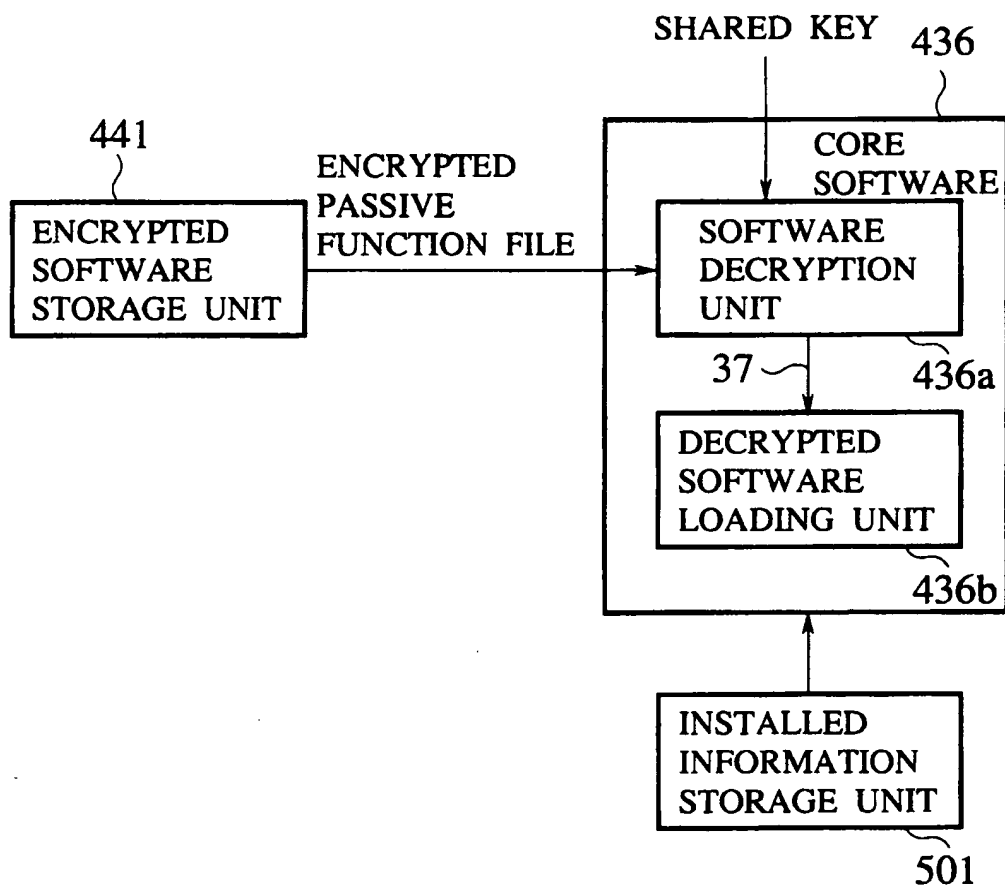 SHARED KEY
436
441
CORE
SOFTWARE
ENCRYPTED
PASSIVE
FUNCTION FILE
ENCRYPTED
SOFTWARE
STORAGE UNIT
SOFTWARE
DECRYPTION
UNIT
37
436a
DECRYPTED
SOFTWARE
LOADING UNIT
436b
INSTALLED
INFORMATION
STORAGE UNIT
501